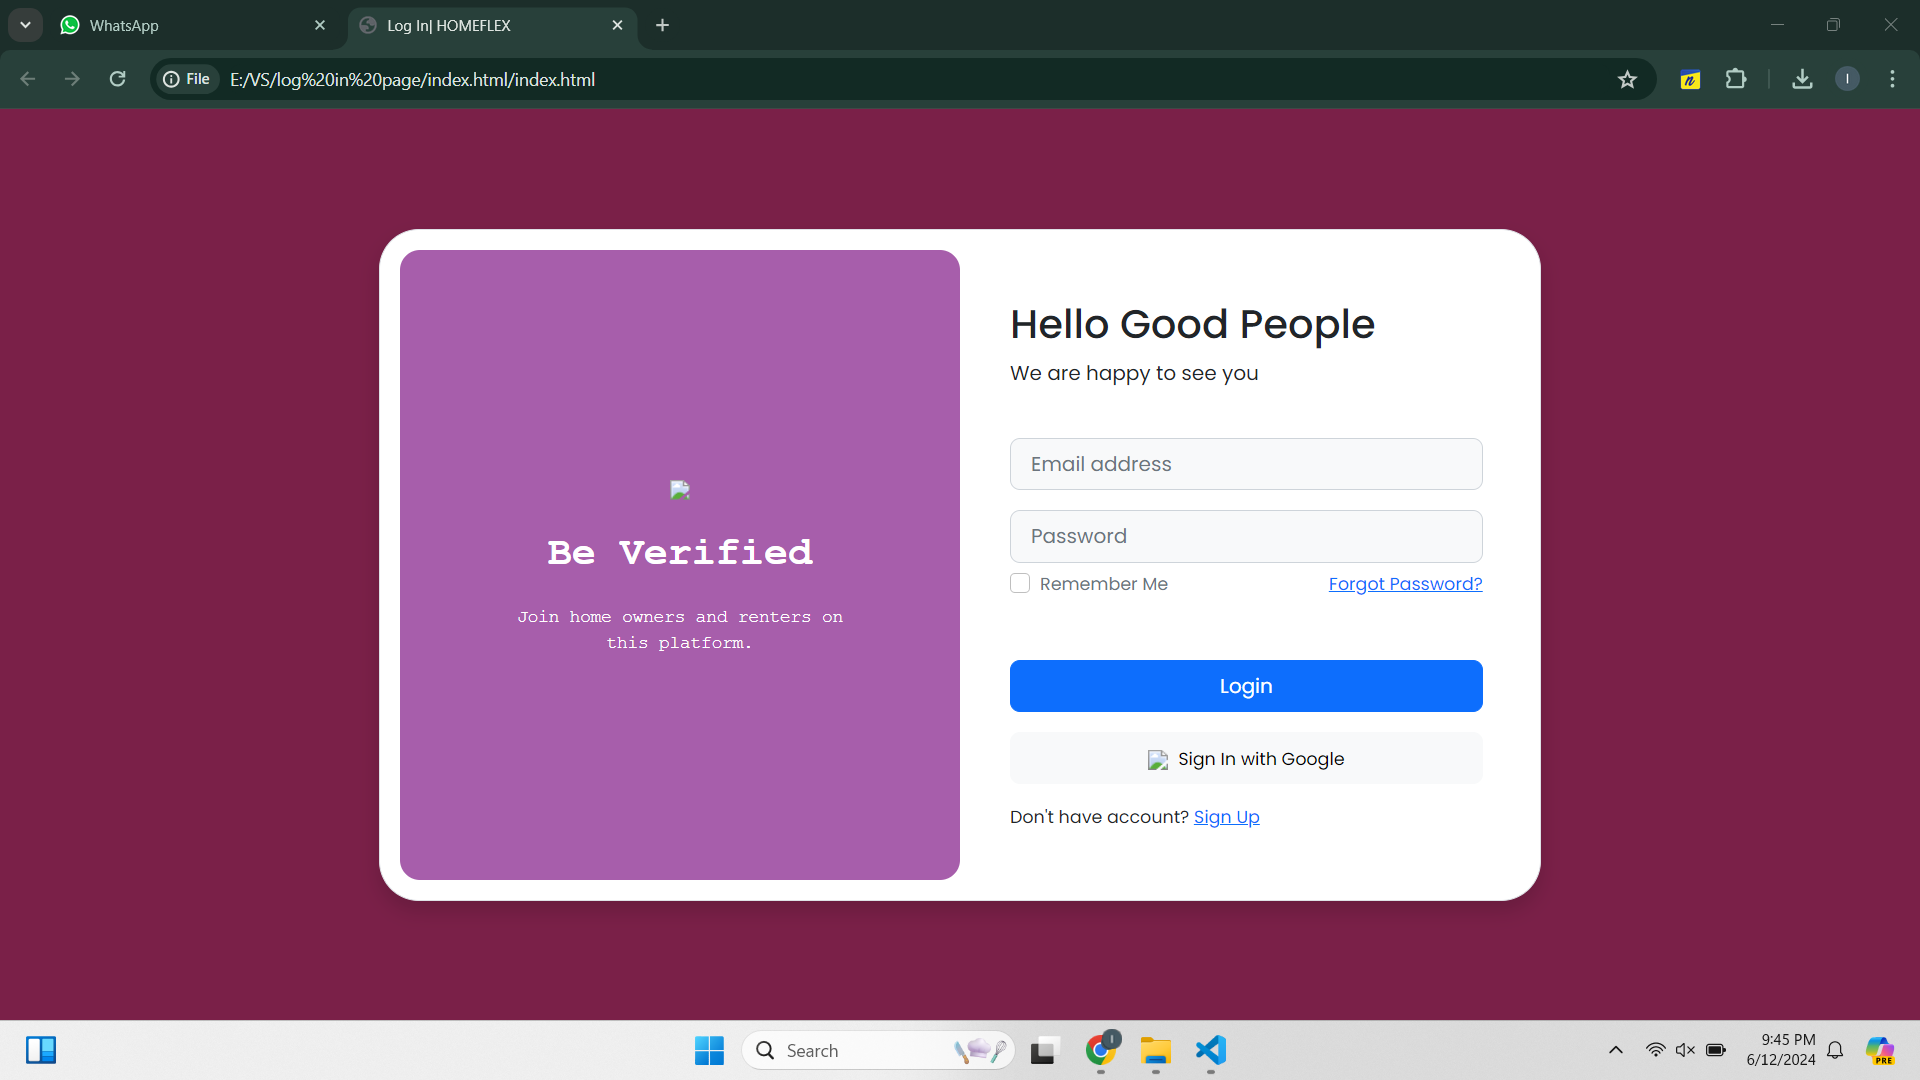 WhatsApp
Log In| HOMEFLEX
File
E:/VS/log%20in%20page/index.html/index.html
n
I
Be Verified
Join home owners and renters on
this platform.
Hello Good People
We are happy to see you
Email address
Password
Remember Me
Forgot Password?
Login
Sign In with Google
Don't have account? Sign Up
Search
I
9:45 PM
6/12/2024
PRE